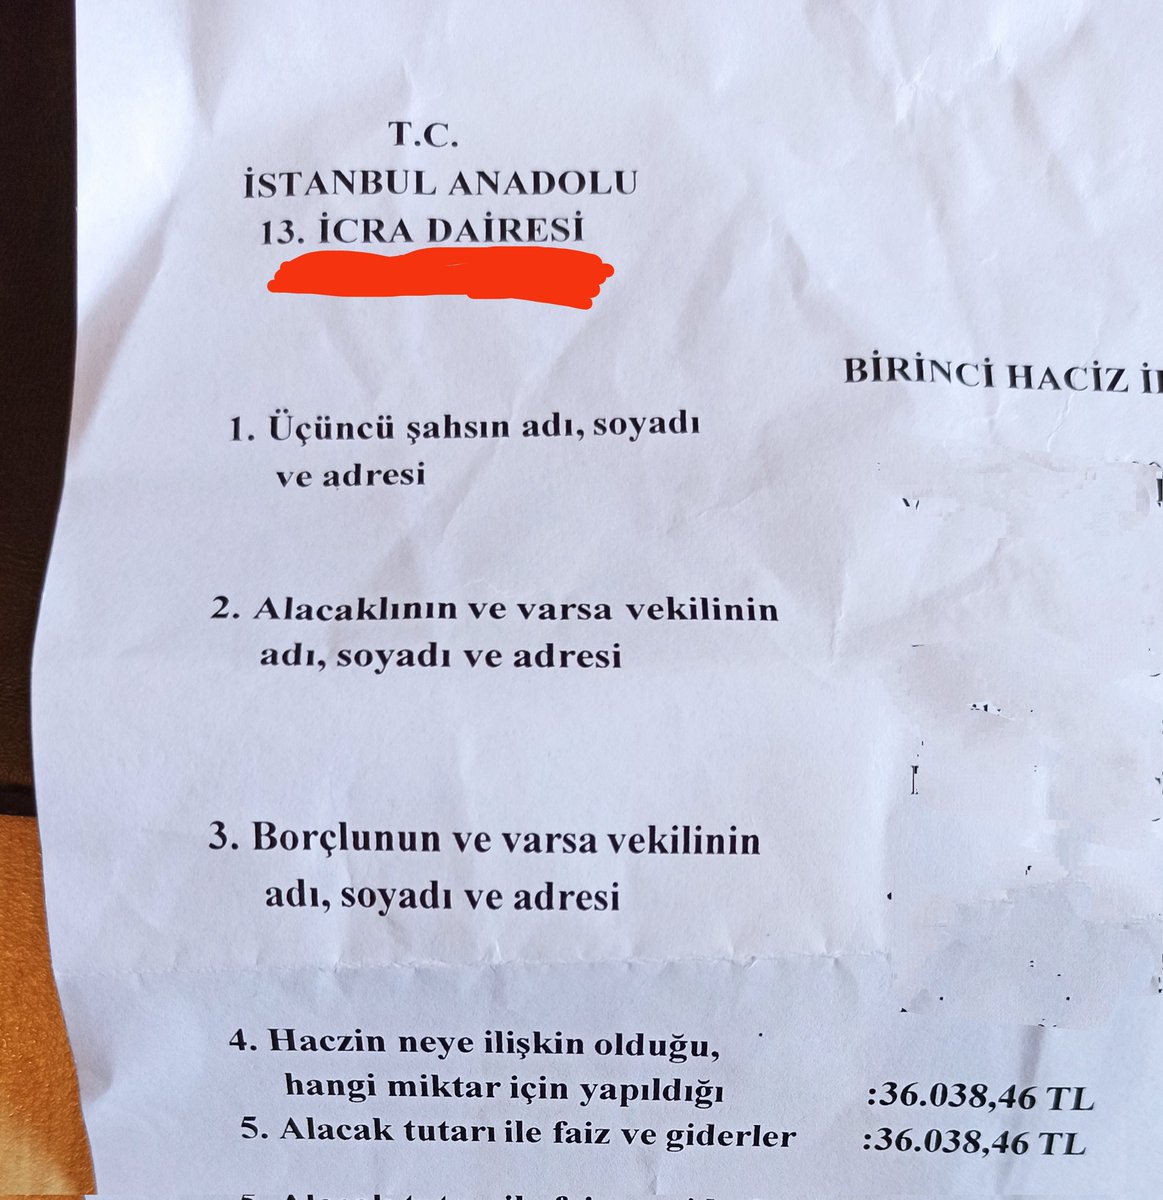 T.C.
İSTANBUL ANADOLU
13. İCRA DAİRESİ
BİRİNCİ HACİZ
1. Üçüncü şahsın adı, soyadı
ve adresi
2. Alacaklının ve varsa vekilinin
adı, soyadı ve adresi
3. Borçlunun ve varsa vekilinin
adı, soyadı ve adresi
4. Haczin neye ilişkin olduğu,
hangi miktar için yapıldığı :36.038,46 TL
5. Alacak tutarı ile faiz ve giderler :36.038,46 TL